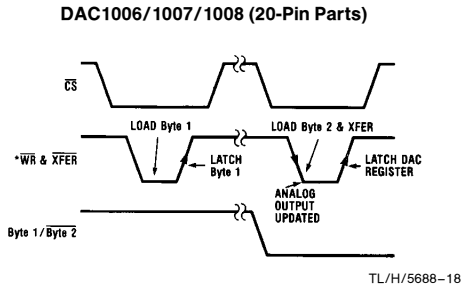 DAC1006/1007/1008 (20-Pin Parts)
CS
LOAD Byte 1
LOAD Byte 2 & XFER
*WR & XFER
LATCH
Byte 1
LATCH DAC
REGISTER
ANALOG
OUTPUT
UPDATED
Byte 1/Byte 2
TL/H/5688–18